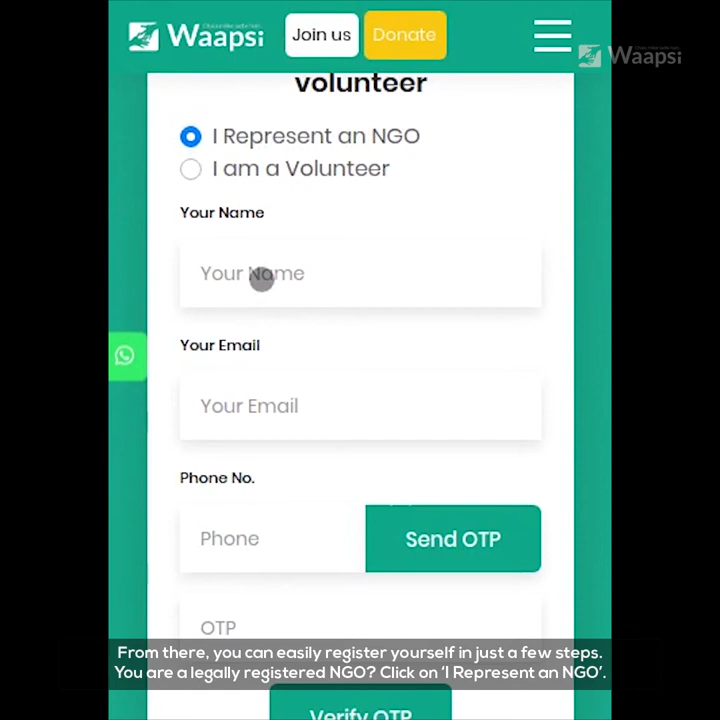 Waapsi
Join us
Donate
Waapsi
volunteer
I Represent an NGO
I am a Volunteer
Your Name
Your Name
Your Email
Your Email
Phone No.
Phone
Send OTP
OTP
From there, you can easily register yourself in just a few steps.
You are a legally registered NGO? Click on ‘I Represent an NGO’.
Verify OTP